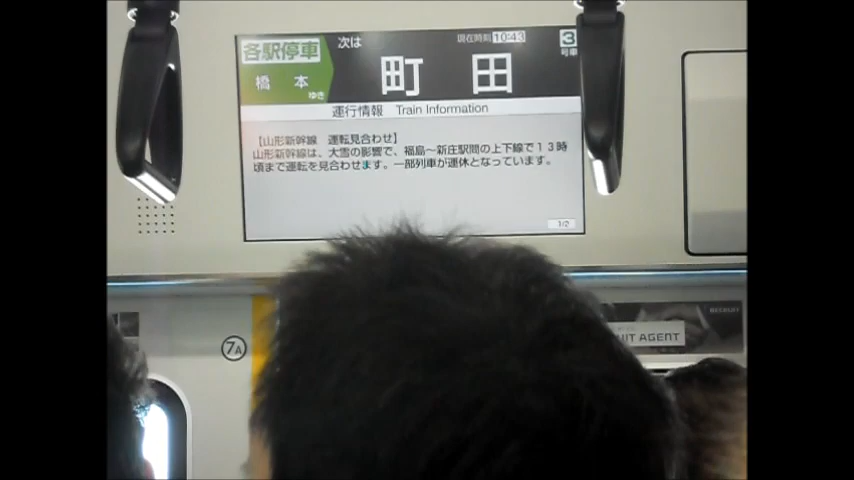 各駅停車 次は 現在時刻 10:43 3
橋本 町田 号車
ゆき
運行情報 Train Information
【山形新幹線 運転見合わせ】
山形新幹線は、大雪の影響で、福島〜新庄駅間の上下線で13時
頃まで運転を見合わせます。一部列車が運休となっています。
1/2
RECRUIT
7A
UIT AGENT